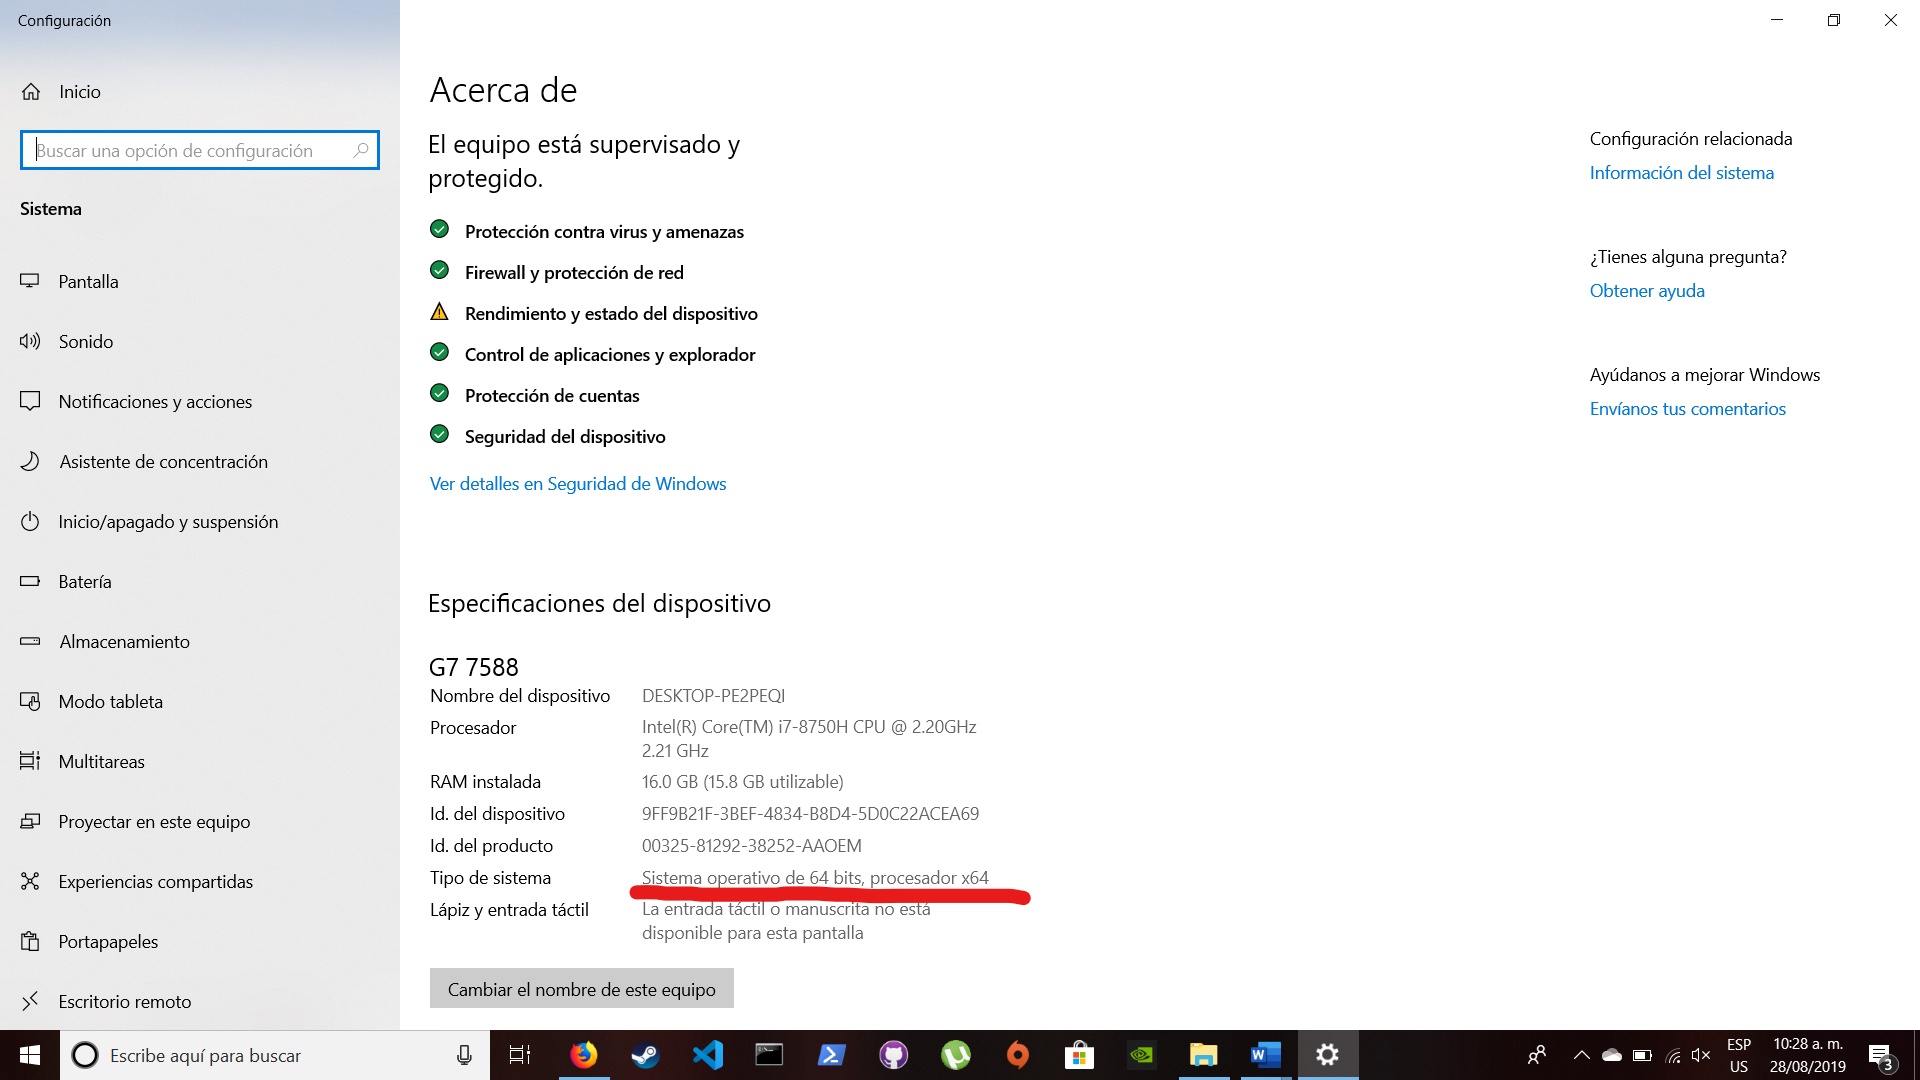 Configuración
Inicio
Buscar una opción de configuración
Sistema
Pantalla
Sonido
Notificaciones y acciones
Asistente de concentración
Inicio/apagado y suspensión
Batería
Almacenamiento
Modo tableta
Multitareas
Proyectar en este equipo
Experiencias compartidas
Portapapeles
Escritorio remoto
Acerca de
El equipo está supervisado y
protegido.
Protección contra virus y amenazas
Firewall y protección de red
Rendimiento y estado del dispositivo
Control de aplicaciones y explorador
Protección de cuentas
Seguridad del dispositivo
Ver detalles en Seguridad de Windows
Especificaciones del dispositivo
G7 7588
Nombre del dispositivo DESKTOP-PE2PEQI
Procesador Intel(R) Core(TM) i7-8750H CPU @ 2.20GHz
2.21 GHz
RAM instalada 16.0 GB (15.8 GB utilizable)
Id. del dispositivo 9FF9B21F-3BEF-4834-B8D4-5D0C22ACEA69
Id. del producto 00325-81292-38252-AAOEM
Tipo de sistema Sistema operativo de 64 bits, procesador x64
Lápiz y entrada táctil La entrada táctil o manuscrita no está
disponible para esta pantalla
Cambiar el nombre de este equipo
Configuración relacionada
Información del sistema
¿Tienes alguna pregunta?
Obtener ayuda
Ayúdanos a mejorar Windows
Envíanos tus comentarios
Escribe aquí para buscar
ESP
US
10:28 a. m.
28/08/2019
3